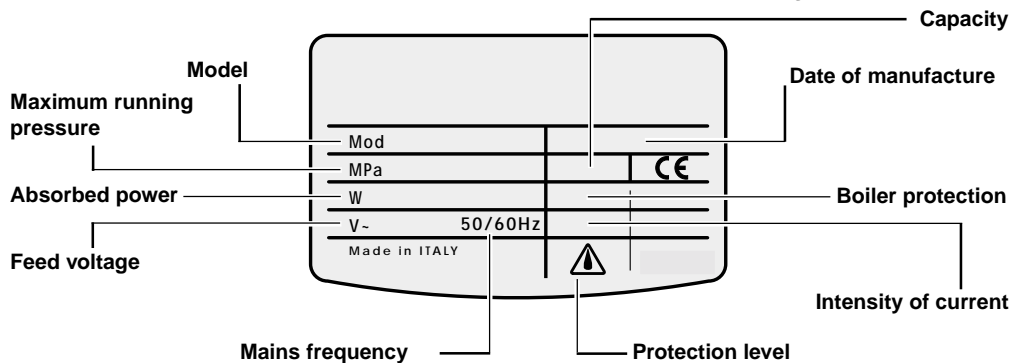 Capacity
Model
Date of manufacture
Maximum running
pressure
Mod
MPa
CE
Absorbed power
W
Boiler protection
V~ 50/60Hz
Made in ITALY
Feed voltage
Intensity of current
Mains frequency
Protection level